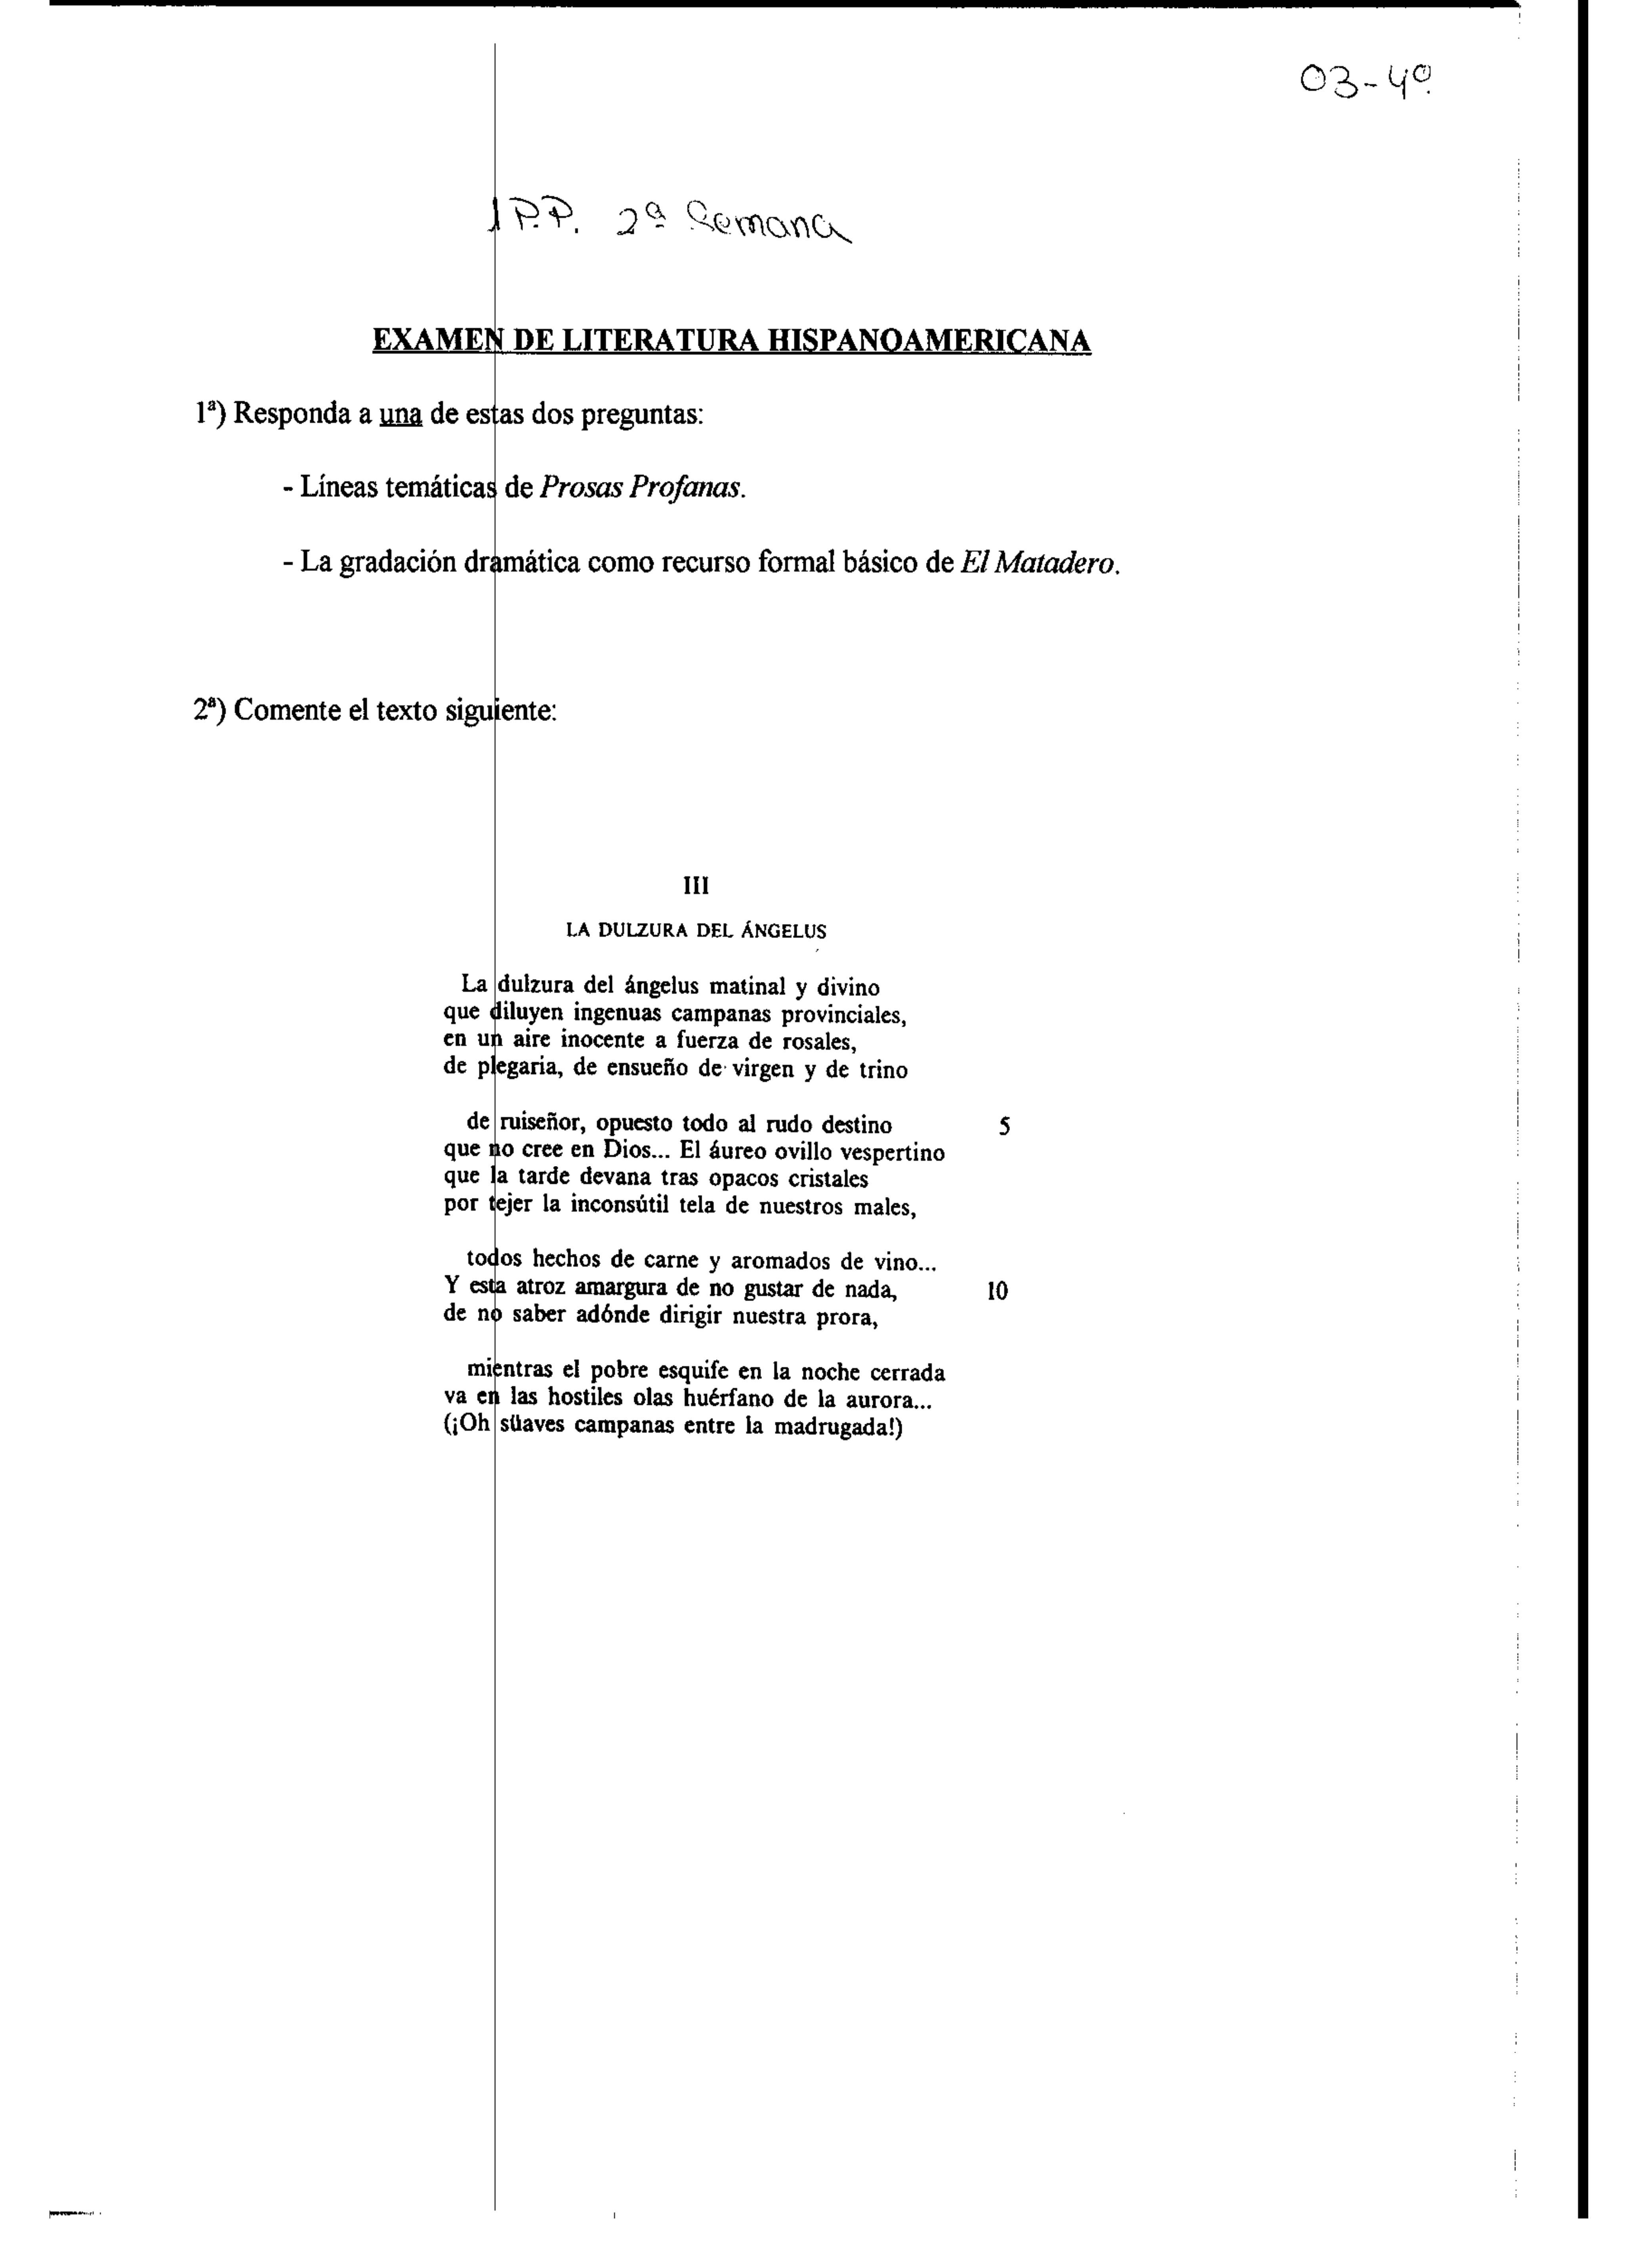 03-4º
1P.P. 2ª Semana
EXAMEN DE LITERATURA HISPANOAMERICANA
1ª) Responda a una de estas dos preguntas:
- Líneas temáticas de Prosas Profanas.
- La gradación dramática como recurso formal básico de El Matadero.
2ª) Comente el texto siguiente:
III
LA DULZURA DEL ÁNGELUS
La dulzura del ángelus matinal y divino
que diluyen ingenuas campanas provinciales,
en un aire inocente a fuerza de rosales,
de plegaria, de ensueño de virgen y de trino
de ruiseñor, opuesto todo al rudo destino 5
que no cree en Dios... El áureo ovillo vespertino
que la tarde devana tras opacos cristales
por tejer la inconsútil tela de nuestros males,
todos hechos de carne y aromados de vino...
Y esta atroz amargura de no gustar de nada, 10
de no saber adónde dirigir nuestra prora,
mientras el pobre esquife en la noche cerrada
va en las hostiles olas huérfano de la aurora...
(¡Oh süaves campanas entre la madrugada!)